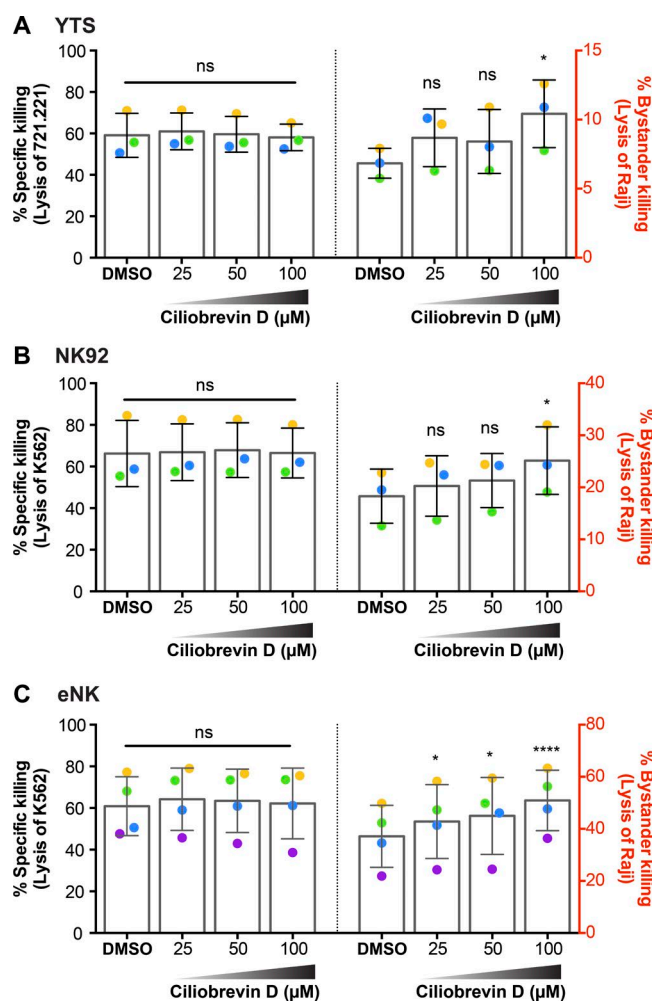 A YTS
% Specific killing
(Lysis of 721.221)
100
80
60
40
20
0
ns
ns
ns
*
15
10
5
0
% Bystander killing
(Lysis of Raji)
DMSO 25 50 100
DMSO 25 50 100
Ciliobrevin D (µM)
Ciliobrevin D (µM)
B NK92
% Specific killing
(Lysis of K562)
100
80
60
40
20
0
ns
ns
ns
*
40
30
20
10
0
% Bystander killing
(Lysis of Raji)
DMSO 25 50 100
DMSO 25 50 100
Ciliobrevin D (µM)
Ciliobrevin D (µM)
C eNK
% Specific killing
(Lysis of K562)
100
80
60
40
20
0
ns
*
*
****
80
60
40
20
0
% Bystander killing
(Lysis of Raji)
DMSO 25 50 100
DMSO 25 50 100
Ciliobrevin D (µM)
Ciliobrevin D (µM)